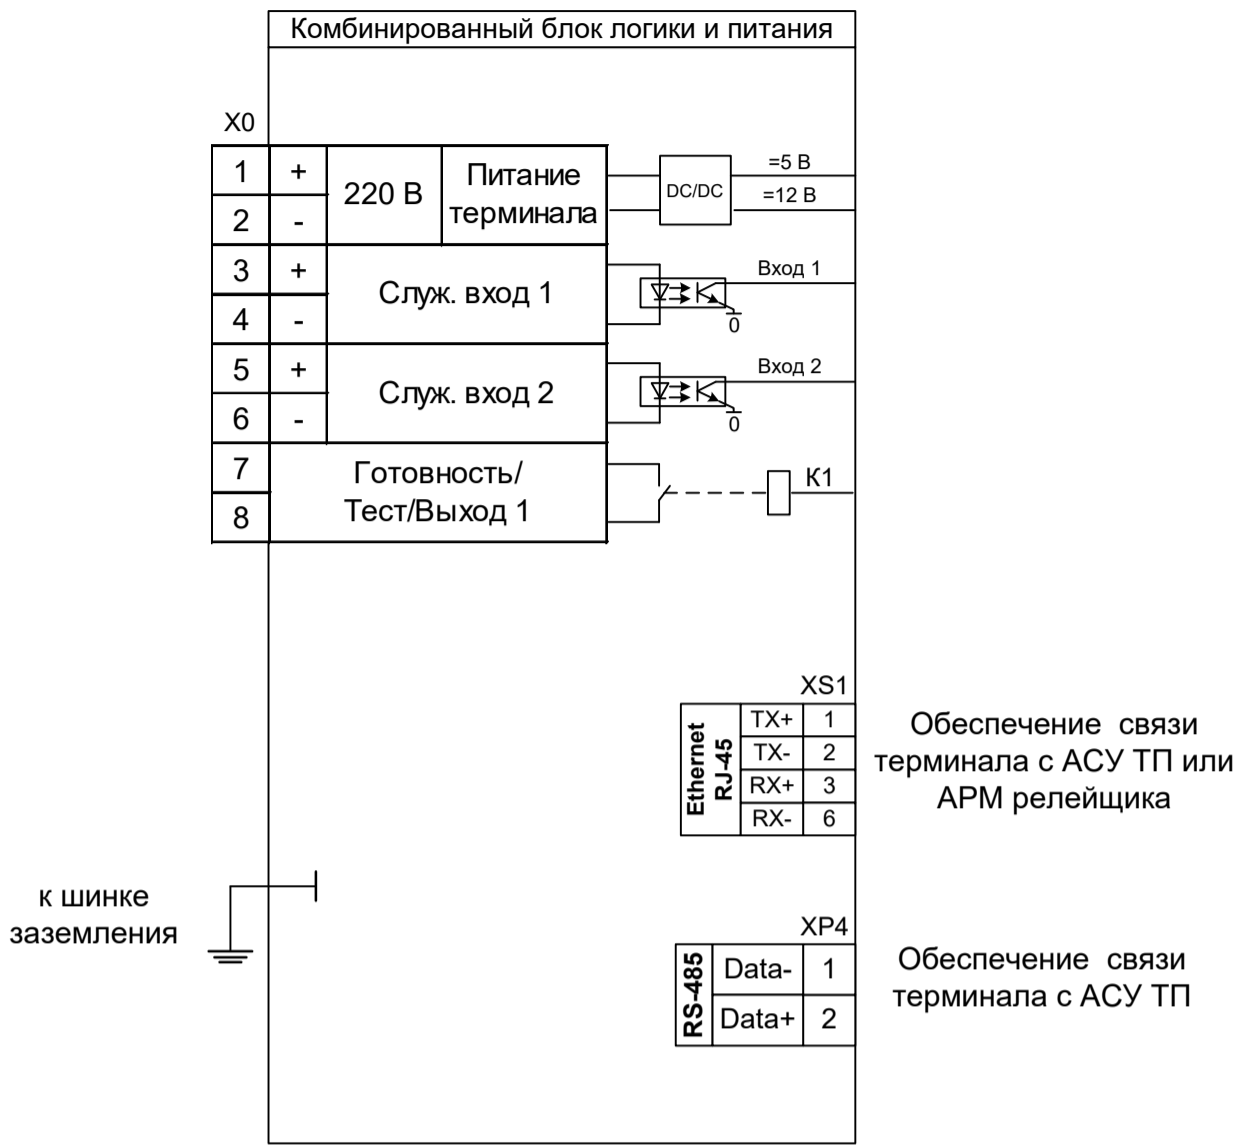 Комбинированный блок логики и питания
X0
1 + 220 В Питание терминала
2 -
DC/DC
=5 В
=12 В
3 + Служ. вход 1
4 -
Вход 1
0
5 + Служ. вход 2
6 -
Вход 2
0
7 Готовность/
8 Тест/Выход 1
К1
XS1
Ethernet
RJ-45
TX+ 1
TX- 2
RX+ 3
RX- 6
Обеспечение связи
терминала с АСУ ТП или
АРМ релейщика
к шинке
заземления
XP4
RS-485
Data- 1
Data+ 2
Обеспечение связи
терминала с АСУ ТП